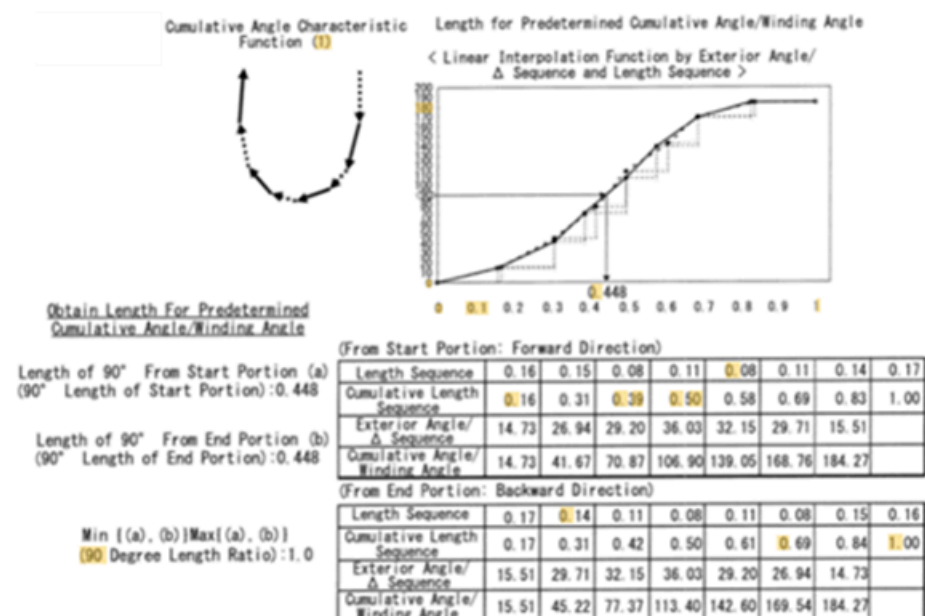 Cumulative Angle Characteristic
Function (1)
Length for Predetermined Cumulative Angle/Winding Angle
< Linear Interpolation Function by Exterior Angle/
Δ Sequence and Length Sequence >
200
0.448
0 0.1 0.2 0.3 0.4 0.5 0.6 0.7 0.8 0.9 1
Obtain Length For Predetermined
Cumulative Angle/Winding Angle
Length of 90° From Start Portion (a)
(90° Length of Start Portion):0.448
Length of 90° From End Portion (b)
(90° Length of End Portion):0.448
Min [(a), (b)]Max[(a), (b)]
(90 Degree Length Ratio):1.0
(From Start Portion: Forward Direction)
Length Sequence 0.16 0.15 0.08 0.11 0.08 0.11 0.14 0.17
Cumulative Length
Sequence 0.16 0.31 0.39 0.50 0.58 0.69 0.83 1.00
Exterior Angle/
Δ Sequence 14.73 26.94 29.20 36.03 32.15 29.71 15.51
Cumulative Angle/
Winding Angle 14.73 41.67 70.87 106.90 139.05 168.76 184.27
(From End Portion: Backward Direction)
Length Sequence 0.17 0.14 0.11 0.08 0.11 0.08 0.15 0.16
Cumulative Length
Sequence 0.17 0.31 0.42 0.50 0.61 0.69 0.84 1.00
Exterior Angle/
Δ Sequence 15.51 29.71 32.15 36.03 29.20 26.94 14.73
Cumulative Angle/
Winding Angle 15.51 45.22 77.37 113.40 142.60 169.54 184.27